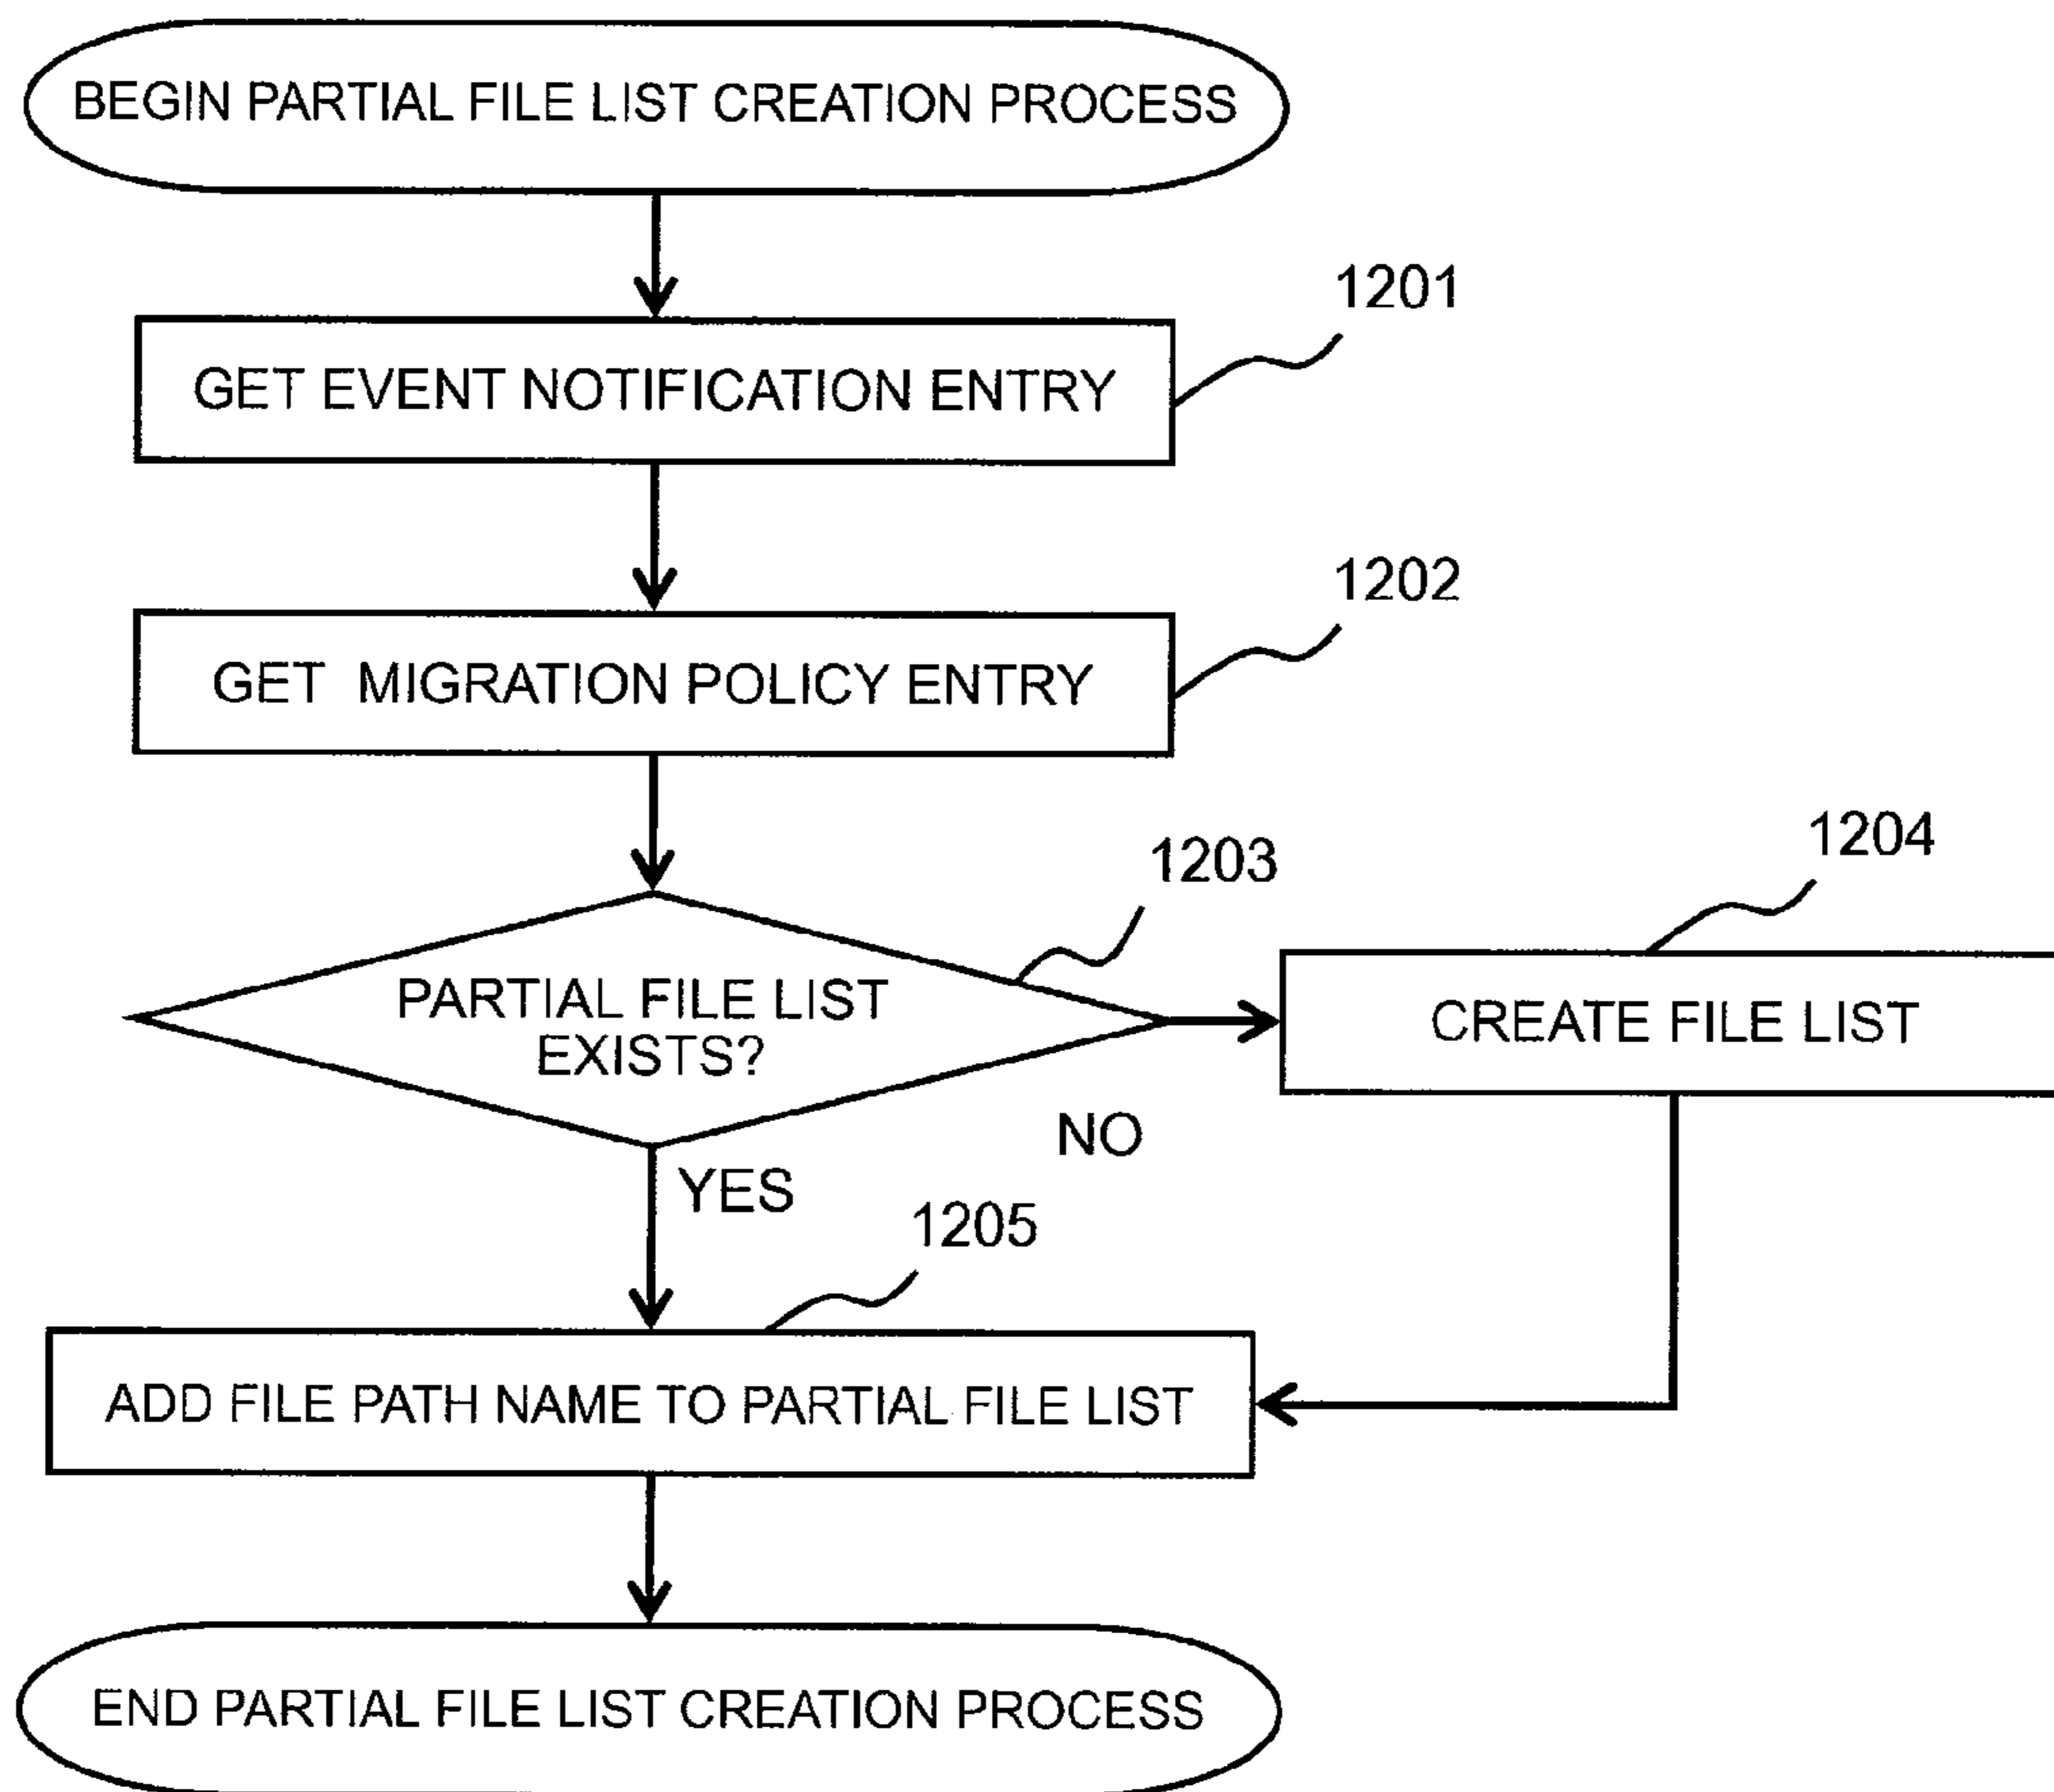 BEGIN PARTIAL FILE LIST CREATION PROCESS
1201
GET EVENT NOTIFICATION ENTRY
1202
GET MIGRATION POLICY ENTRY
1203
1204
PARTIAL FILE LIST
EXISTS?
CREATE FILE LIST
NO
YES
1205
ADD FILE PATH NAME TO PARTIAL FILE LIST
END PARTIAL FILE LIST CREATION PROCESS